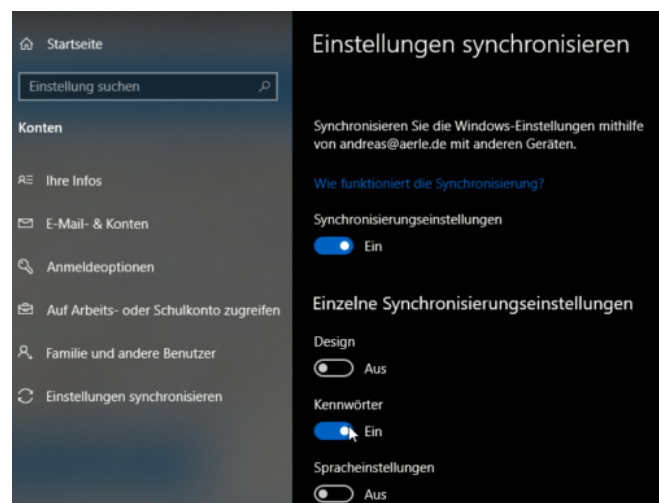 Startseite
Einstellung suchen
Konten
Ihre Infos
E-Mail- & Konten
Anmeldeoptionen
Auf Arbeits- oder Schulkonto zugreifen
Familie und andere Benutzer
Einstellungen synchronisieren
Einstellungen synchronisieren
Synchronisieren Sie die Windows-Einstellungen mithilfe
von andreas@aerle.de mit anderen Geräten.
Wie funktioniert die Synchronisierung?
Synchronisierungseinstellungen
Ein
Einzelne Synchronisierungseinstellungen
Design
Aus
Kennwörter
Ein
Spracheinstellungen
Aus